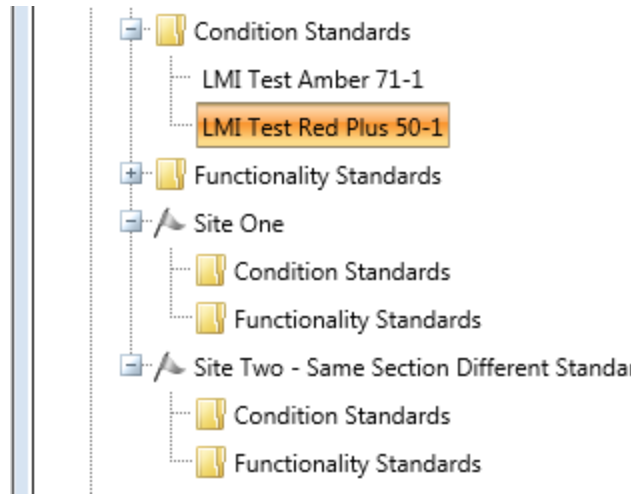 Condition Standards
LMI Test Amber 71-1
LMI Test Red Plus 50-1
Functionality Standards
Site One
Condition Standards
Functionality Standards
Site Two - Same Section Different
Condition Standards
Functionality Standards